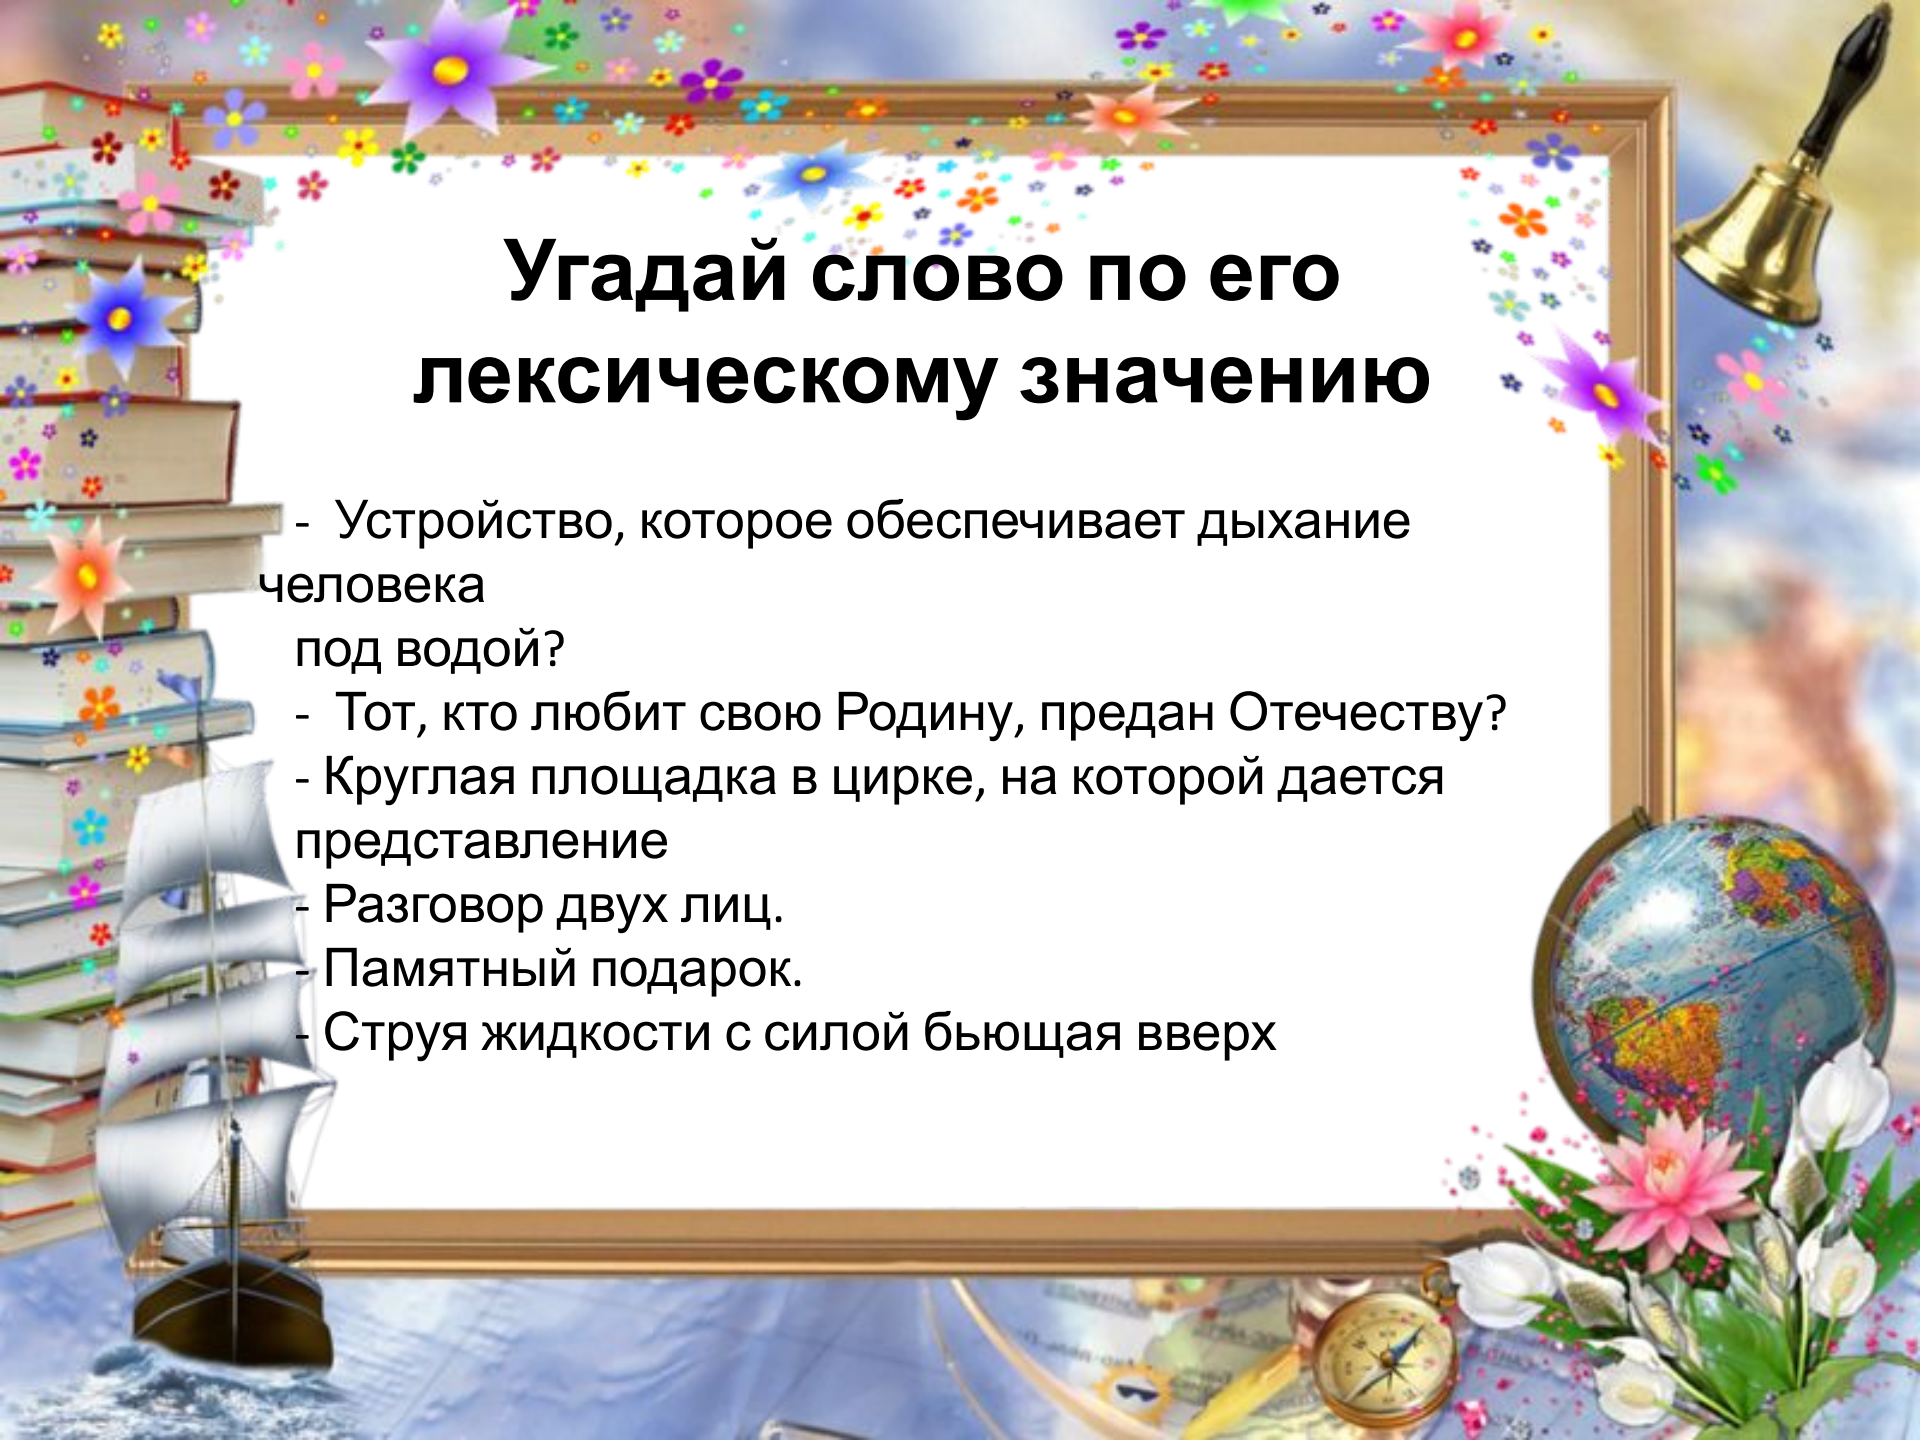 Угадай слово по его
лексическому значению
- Устройство, которое обеспечивает дыхание
человека
под водой?
- Тот, кто любит свою Родину, предан Отечеству?
- Круглая площадка в цирке, на которой дается
представление
- Разговор двух лиц.
- Памятный подарок.
- Струя жидкости с силой бьющая вверх